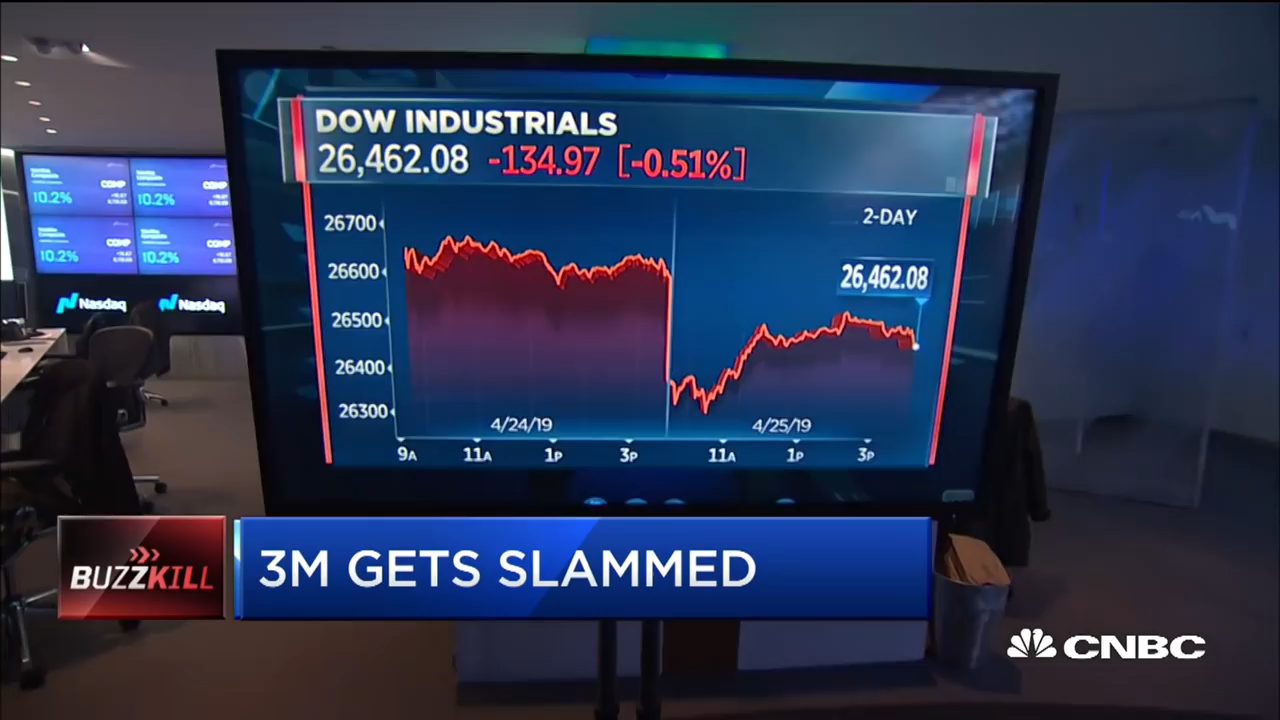 DOW INDUSTRIALS
26,462.08 -134.97 [-0.51%]
2-DAY
26700
26600
26500
26400
26300
26,462.08
4/24/19
4/25/19
9A 11A 1P 3P 11A 1P 3P
COMP
10.2%
COMP
10.2%
COMP
10.2%
COMP
10.2%
Nasdaq
Nasdaq
BUZZKILL
3M GETS SLAMMED
CNBC